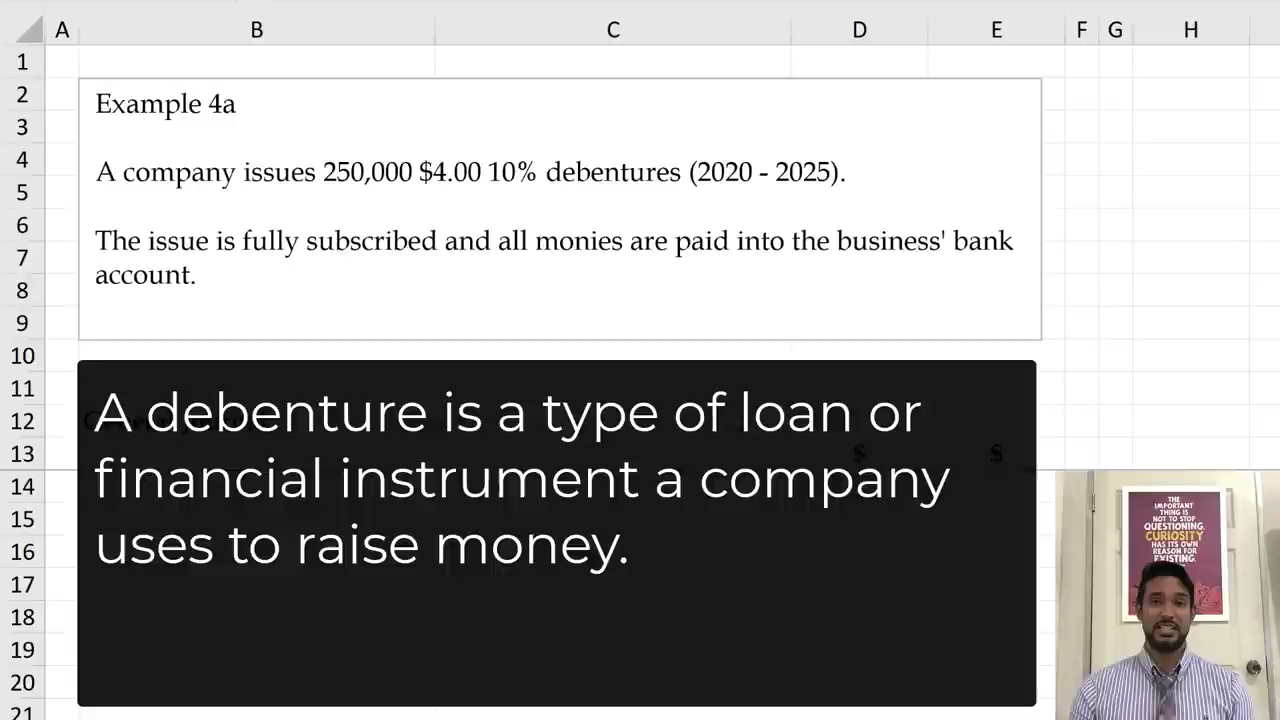 A B C D E F G H
1
2
3
4
5
6
7
8
9
10
11
12
13
14
15
16
17
18
19
20
21
Example 4a
A company issues 250,000 $4.00 10% debentures (2020 - 2025).
The issue is fully subscribed and all monies are paid into the business' bank
account.
A debenture is a type of loan or
financial instrument a company
uses to raise money.
$ $
THE
IMPORTANT
THING IS
NOT TO STOP
QUESTIONING.
CURIOSITY
HAS ITS OWN
REASON FOR
EXISTING.